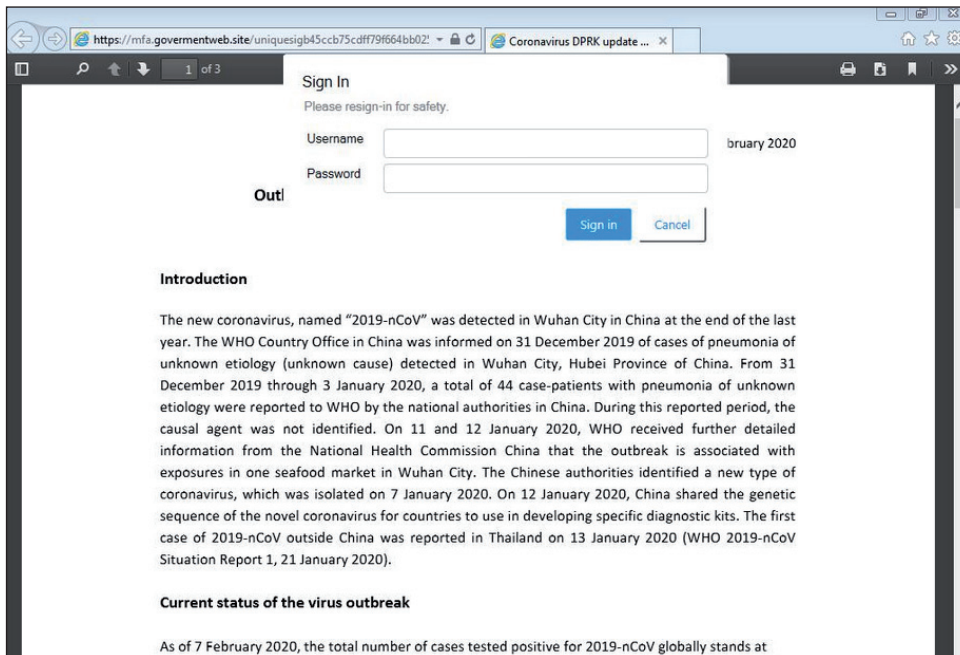 https://mfa.govermentweb.site/uniquesigb45ccb75cdff79f664bb02
Coronavirus DPRK update ...
1 of 3
Sign In
Please resign-in for safety.
Username
bruary 2020
Password
Outl
Sign in Cancel
Introduction
The new coronavirus, named “2019-nCoV” was detected in Wuhan City in China at the end of the last
year. The WHO Country Office in China was informed on 31 December 2019 of cases of pneumonia of
unknown etiology (unknown cause) detected in Wuhan City, Hubei Province of China. From 31
December 2019 through 3 January 2020, a total of 44 case-patients with pneumonia of unknown
etiology were reported to WHO by the national authorities in China. During this reported period, the
causal agent was not identified. On 11 and 12 January 2020, WHO received further detailed
information from the National Health Commission China that the outbreak is associated with
exposures in one seafood market in Wuhan City. The Chinese authorities identified a new type of
coronavirus, which was isolated on 7 January 2020. On 12 January 2020, China shared the genetic
sequence of the novel coronavirus for countries to use in developing specific diagnostic kits. The first
case of 2019-nCoV outside China was reported in Thailand on 13 January 2020 (WHO 2019-nCoV
Situation Report 1, 21 January 2020).
Current status of the virus outbreak
As of 7 February 2020, the total number of cases tested positive for 2019-nCoV globally stands at